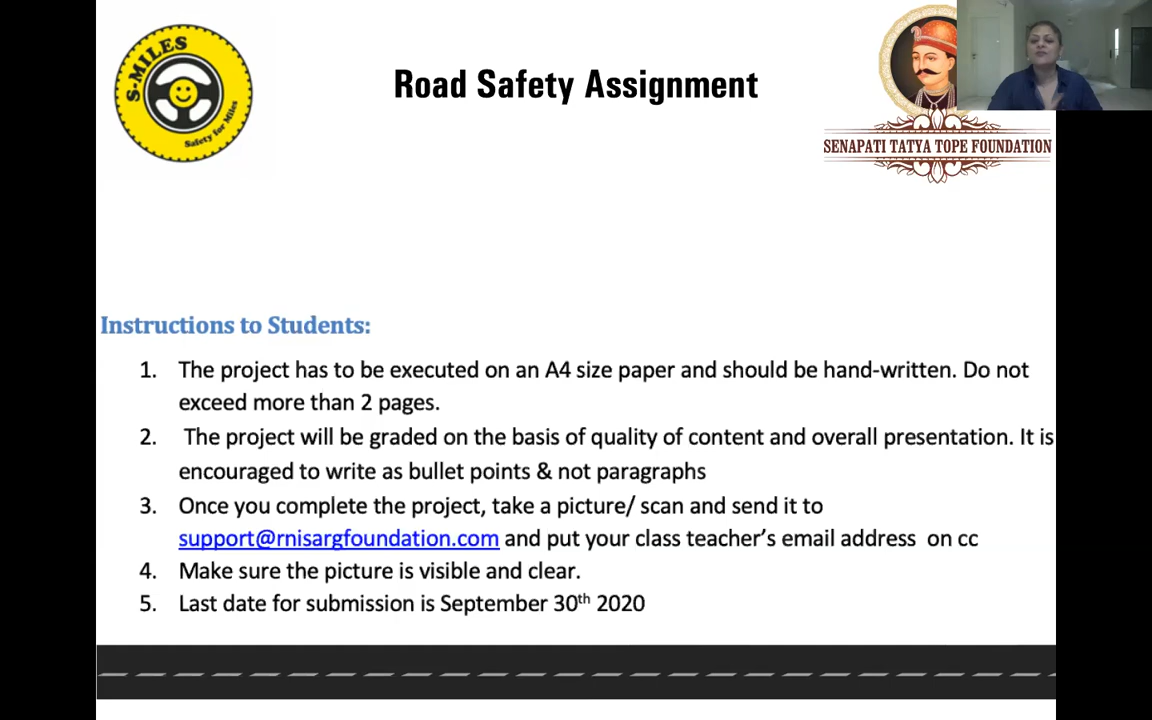 S-MILES
Safety for Miles
Road Safety Assignment
SENAPATI TATYA TOPE FOUNDATION
Instructions to Students:
1. The project has to be executed on an A4 size paper and should be hand-written. Do not
exceed more than 2 pages.
2. The project will be graded on the basis of quality of content and overall presentation. It is
encouraged to write as bullet points & not paragraphs
3. Once you complete the project, take a picture/ scan and send it to
support@rnisargfoundation.com and put your class teacher’s email address on cc
4. Make sure the picture is visible and clear.
5. Last date for submission is September 30th 2020